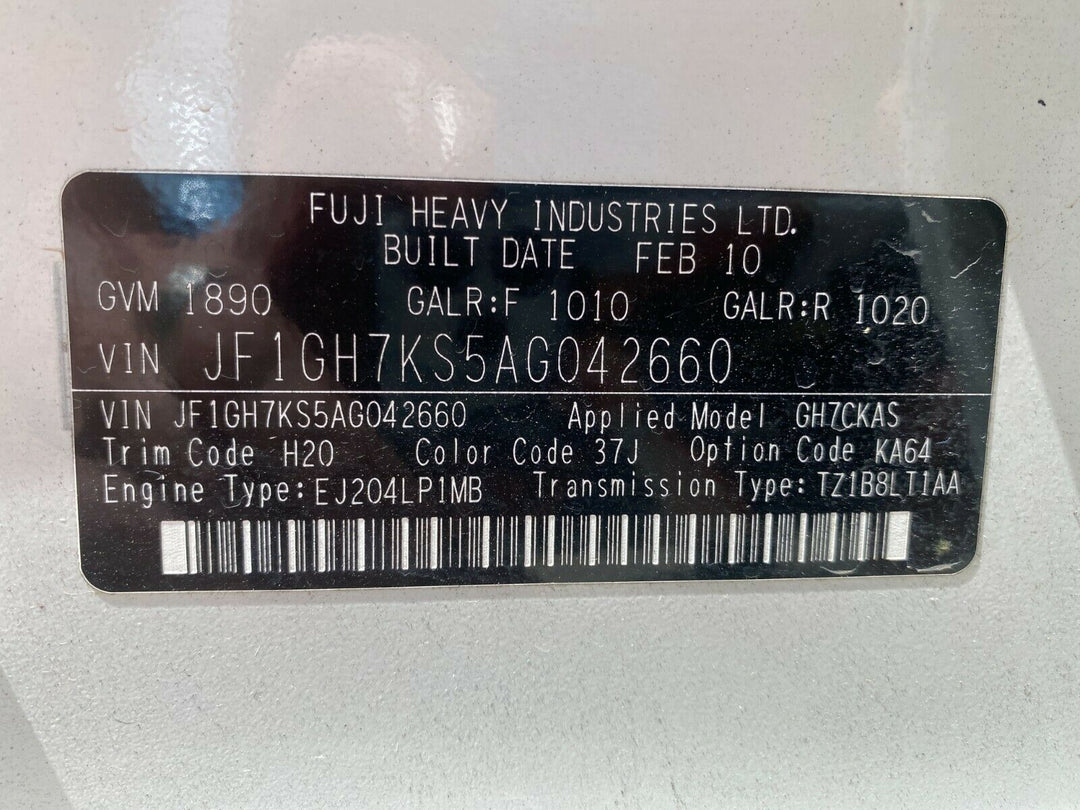 FUJI HEAVY INDUSTRIES LTD.
BUILT DATE FEB 10
GVM 1890 GALR:F 1010 GALR:R 1020
VIN JF1GH7KS5AG042660
VIN JF1GH7KS5AG042660 Applied Model GH7CKAS
Trim Code H20 Color Code 37J Option Code KA64
Engine Type: EJ204LP1MB Transmission Type: TZ1B8LT1AA